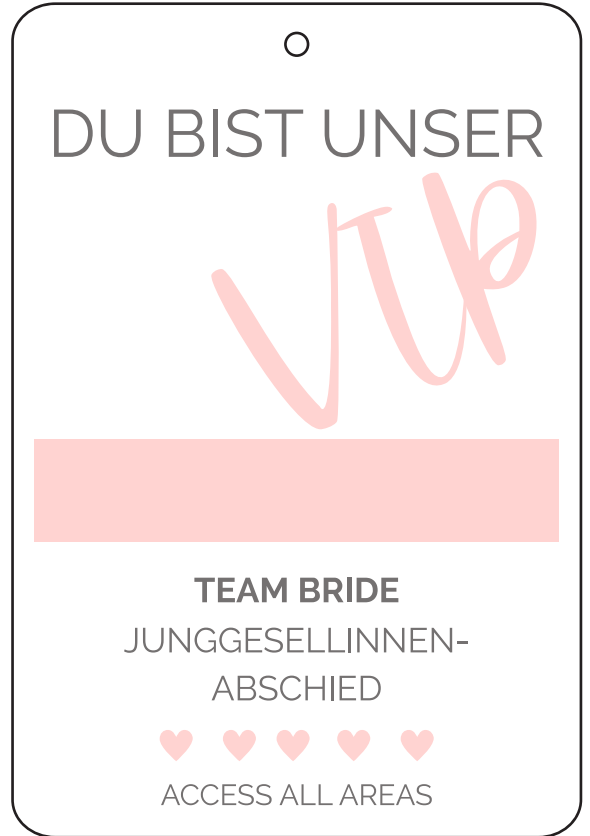 DU BIST UNSER
VIP
TEAM BRIDE
JUNGGESELLINNEN-
ABSCHIED
ACCESS ALL AREAS